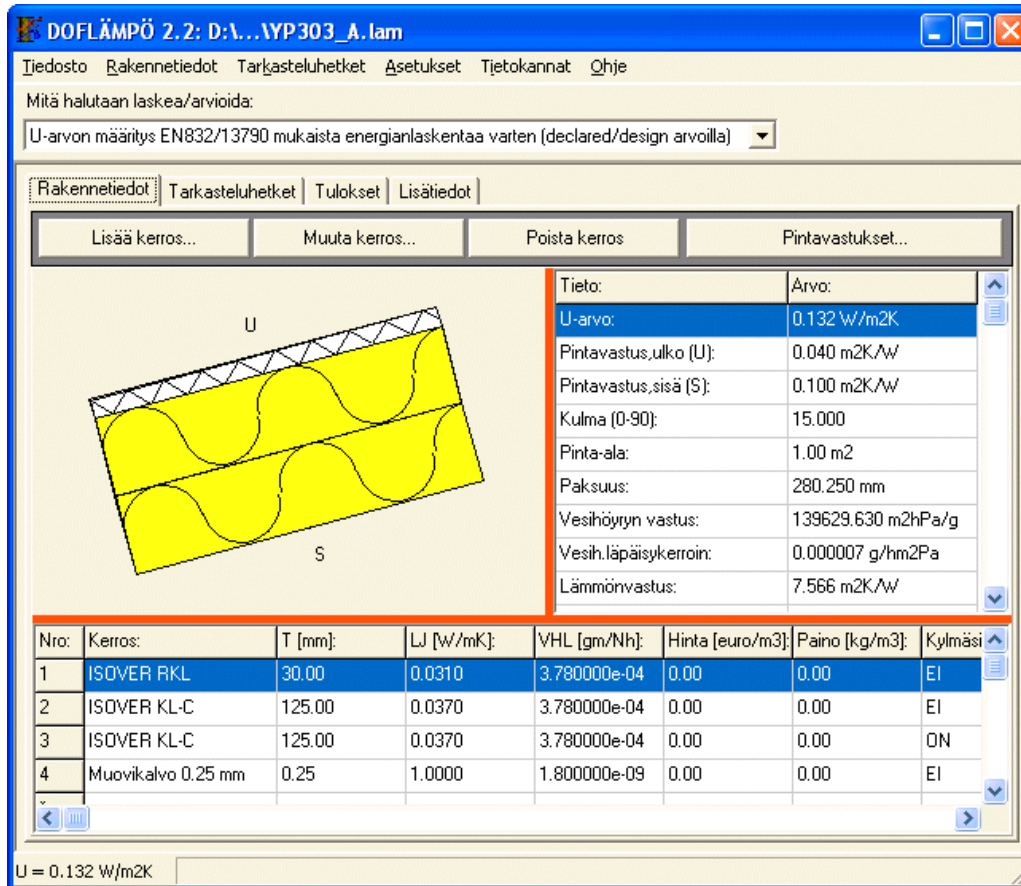 DOFLÄMPÖ 2.2: D:\...\YP303_A.lam
Tiedosto Rakennetiedot Tarkasteluhetket Asetukset Tietokannat Ohje
Mitä halutaan laskea/arvioida:
U-arvon määritys EN832/13790 mukaista energianlaskentaa varten (declared/design arvoilla)
Rakennetiedot Tarkasteluhetket Tulokset Lisätiedot
Lisää kerros... Muuta kerros... Poista kerros Pintavastukset...
U
S
Tieto: Arvo:
U-arvo: 0.132 W/m2K
Pintavastus,ulko (U): 0.040 m2K/W
Pintavastus,sisä (S): 0.100 m2K/W
Kulma (0-90): 15.000
Pinta-ala: 1.00 m2
Paksuus: 280.250 mm
Vesihöyryn vastus: 139629.630 m2hPa/g
Vesih.läpäisykerroin: 0.000007 g/hm2Pa
Lämmönvastus: 7.566 m2K/W
Nro: Kerros: T [mm]: LJ [W/mK]: VHL [gm/Nh]: Hinta [euro/m3]: Paino [kg/m3]: Kylmäsi
1 ISOVER RKL 30.00 0.0310 3.780000e-04 0.00 0.00 EI
2 ISOVER KL-C 125.00 0.0370 3.780000e-04 0.00 0.00 EI
3 ISOVER KL-C 125.00 0.0370 3.780000e-04 0.00 0.00 ON
4 Muovikalvo 0.25 mm 0.25 1.0000 1.800000e-09 0.00 0.00 EI
U = 0.132 W/m2K